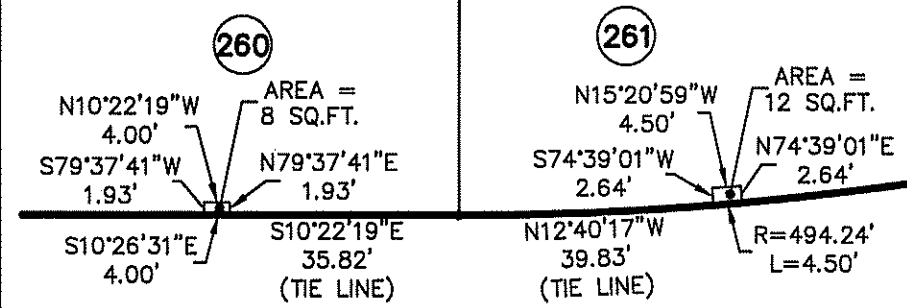 260
AREA =
8 SQ.FT.
N10°22'19"W
4.00'
S79°37'41"W
1.93'
N79°37'41"E
1.93'
S10°26'31"E
4.00'
S10°22'19"E
35.82'
(TIE LINE)
261
AREA =
12 SQ.FT.
N15°20'59"W
4.50'
S74°39'01"W
2.64'
N74°39'01"E
2.64'
N12°40'17"W
39.83'
(TIE LINE)
R=494.24'
L=4.50'